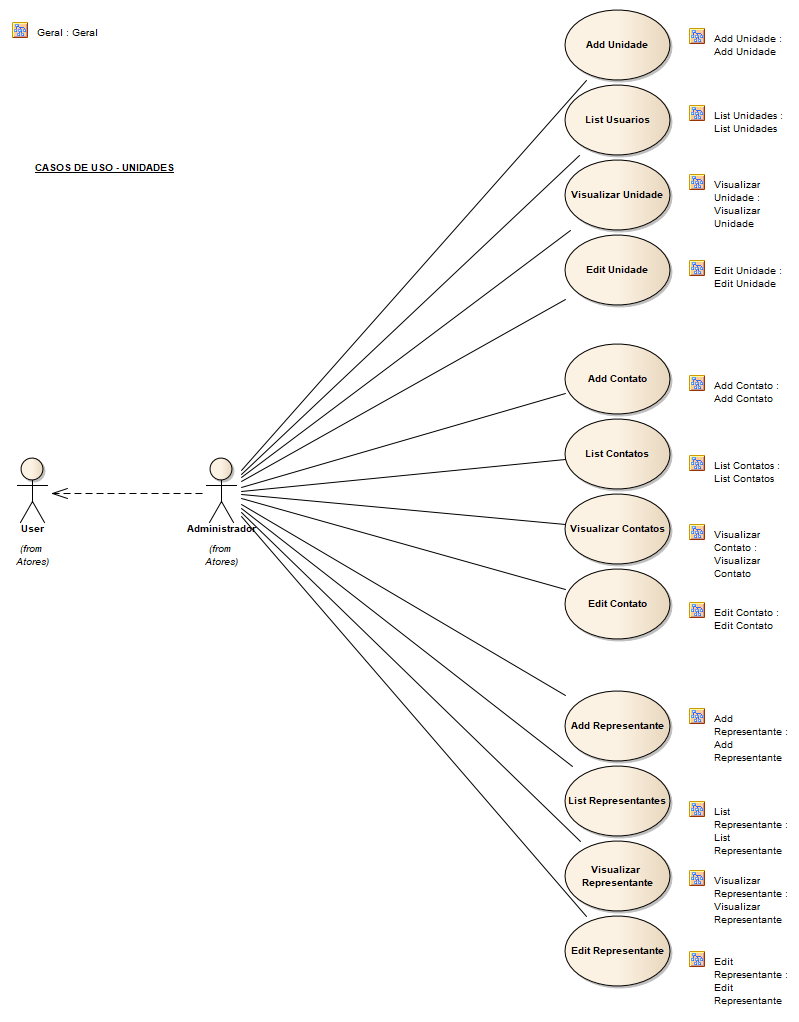 Geral : Geral
CASOS DE USO - UNIDADES
Add Unidade
Add Unidade :
Add Unidade
List Usuarios
List Unidades :
List Unidades
Visualizar Unidade
Visualizar
Unidade :
Visualizar
Unidade
Edit Unidade
Edit Unidade :
Edit Unidade
Add Contato
Add Contato :
Add Contato
List Contatos
List Contatos :
List Contatos
User
(from
Atores)
Administrador
(from
Atores)
Visualizar Contatos
Visualizar
Contato :
Visualizar
Contato
Edit Contato
Edit Contato :
Edit Contato
Add Representante
Add
Representante :
Add
Representante
List Representantes
List
Representante :
List
Representante
Visualizar
Representante
Visualizar
Representante :
Visualizar
Representante
Edit Representante
Edit
Representante :
Edit
Representante